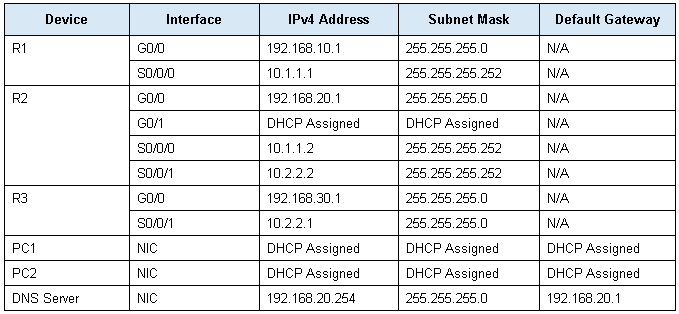 Device Interface IPv4 Address Subnet Mask Default Gateway
R1 G0/0 192.168.10.1 255.255.255.0 N/A
S0/0/0 10.1.1.1 255.255.255.252 N/A
R2 G0/0 192.168.20.1 255.255.255.0 N/A
G0/1 DHCP Assigned DHCP Assigned N/A
S0/0/0 10.1.1.2 255.255.255.252 N/A
S0/0/1 10.2.2.2 255.255.255.252 N/A
R3 G0/0 192.168.30.1 255.255.255.0 N/A
S0/0/1 10.2.2.1 255.255.255.0 N/A
PC1 NIC DHCP Assigned DHCP Assigned DHCP Assigned
PC2 NIC DHCP Assigned DHCP Assigned DHCP Assigned
DNS Server NIC 192.168.20.254 255.255.255.0 192.168.20.1